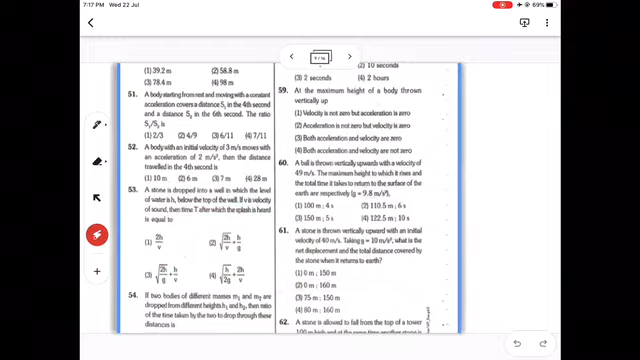 7:17 PM Wed 22 Jul
69%
9 / 16
(1) 39.2 m (2) 58.8 m
(3) 78.4 m (4) 98 m
51. A body starting from rest and moving with a constant
acceleration covers a distance S₁ in the 4th second
and a distance S₂ in the 6th second. The ratio
S₁/S₂ is
(1) 2/3 (2) 4/9 (3) 6/11 (4) 7/11
52. A body with an initial velocity of 3 m/s moves with
an acceleration of 2 m/s², then the distance
travelled in the 4th second is
(1) 10 m (2) 6 m (3) 7 m (4) 28 m
53. A stone is dropped into a well in which the level
of water is h, below the top of well. If v is velocity
of sound, then time T after which the splash is heard
is equal to
(1) 2h/v (2) √(2h/v) + h/g
(3) √(2h/g) + h/v (4) √(h/2g) + 2h/v
54. If two bodies of different masses m₁ and m₂ are
dropped from different heights h₁ and h₂, then ratio
of the time taken by the two to drop through these
distances is
(2) 10 seconds
(3) 2 seconds (4) 2 hours
59. At the maximum height of a body thrown
vertically up
(1) Velocity is not zero but acceleration is zero
(2) Acceleration is not zero but velocity is zero
(3) Both acceleration and velocity are zero
(4) Both acceleration and velocity are not zero
60. A ball is thrown vertically upwards with a velocity of
49 m/s. The maximum height to which it rises and
the total time it takes to return to the surface of the
earth are respectively (g = 9.8 m/s²),
(1) 100 m; 4 s (2) 110.5 m; 6 s
(3) 150 m; 5 s (4) 122.5 m; 10 s
61. A stone is thrown vertically upward with an initial
velocity of 40 m/s. Taking g = 10 m/s², what is the
net displacement and the total distance covered by
the stone when it returns to earth?
(1) 0 m; 150 m
(2) 0 m; 160 m
(3) 75 m; 150 m
(4) 80 m; 160 m
62. A stone is allowed to fall from the top of a tower
100 m high and at the same time another stone is